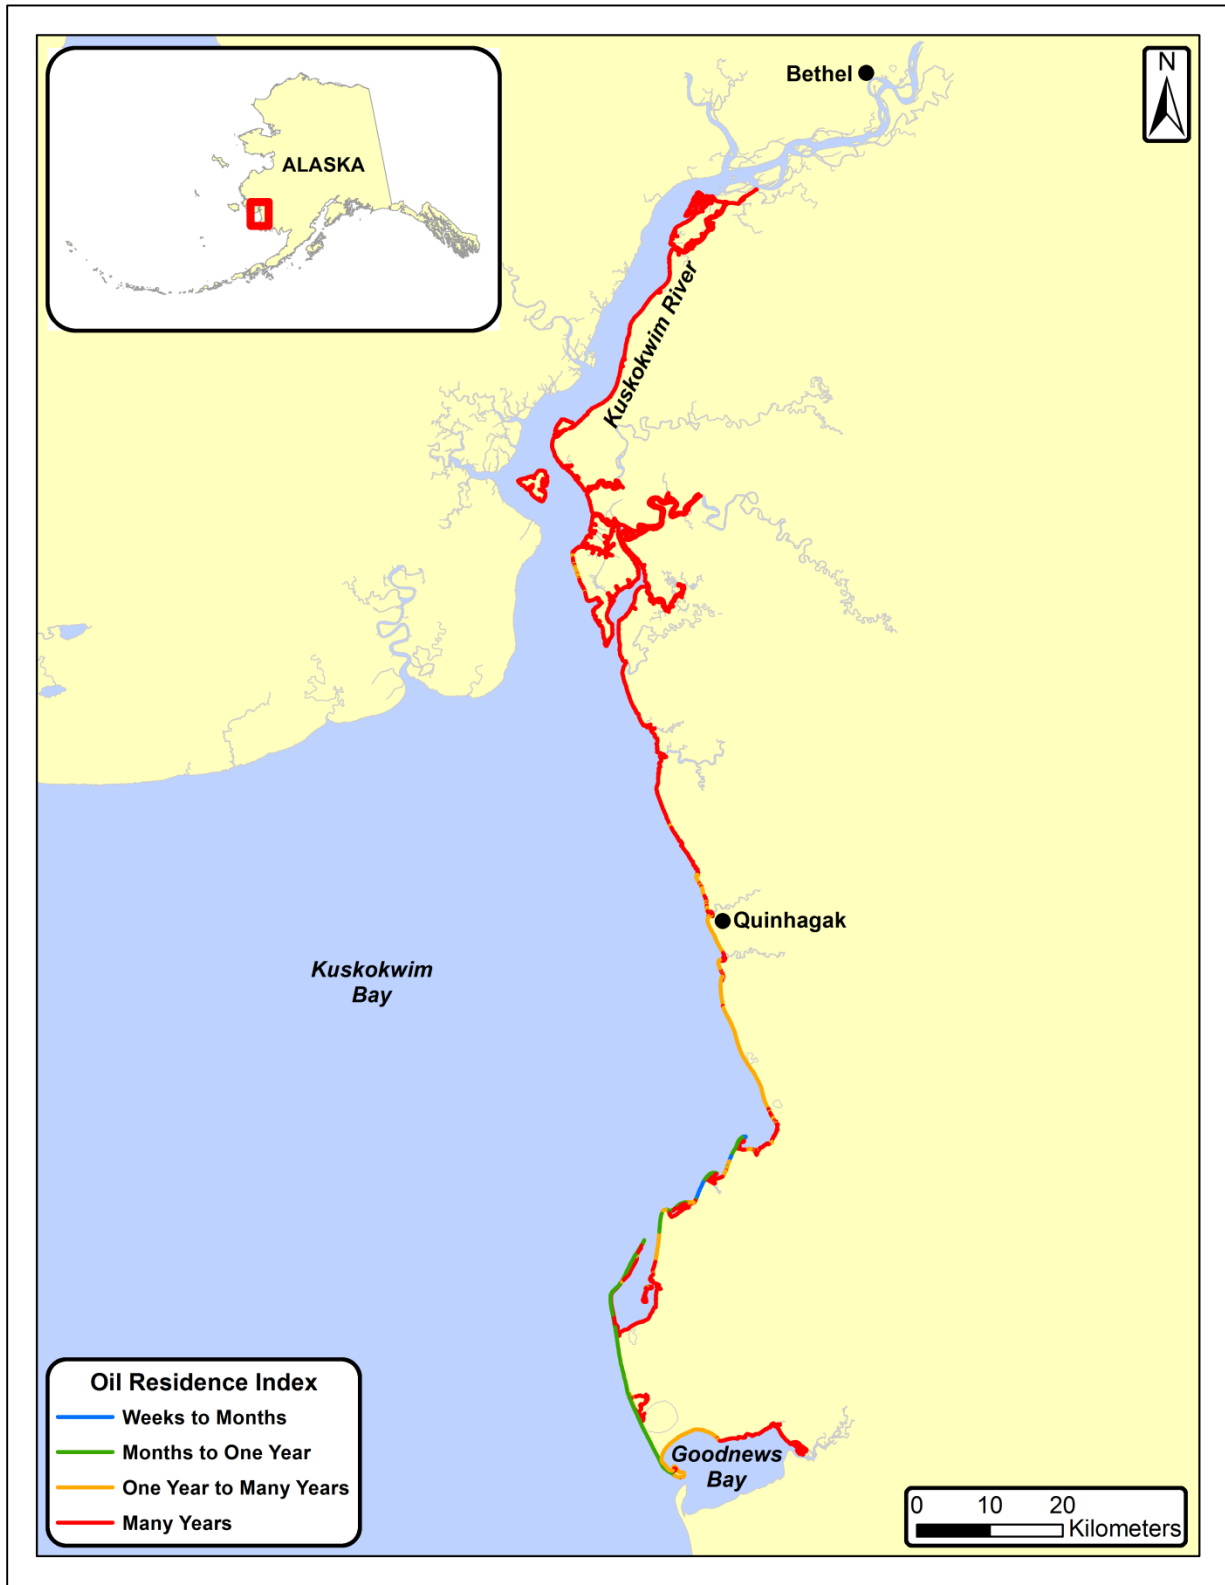 ALASKA
Bethel
N
Kuskokwim River
Quinhagak
Kuskokwim
Bay
Goodnews
Bay
Oil Residence Index
Weeks to Months
Months to One Year
One Year to Many Years
Many Years
0 10 20
Kilometers